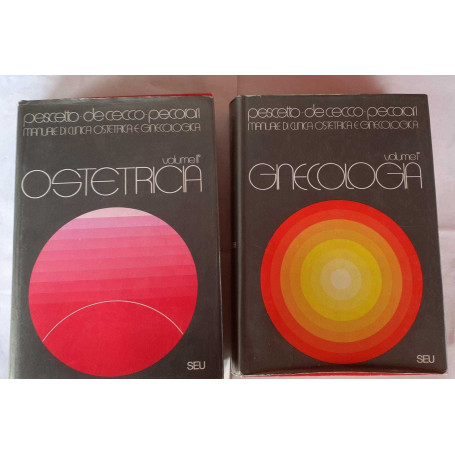 pescetto·de cecco·pecorari
MANUALE DI CLINICA OSTETRICA E GINECOLOGICA
volume II°
OSTETRICIA
SEU
pescetto·de cecco·pecorari
MANUALE DI CLINICA OSTETRICA E GINECOLOGICA
volume I°
GINECOLOGIA
SEU